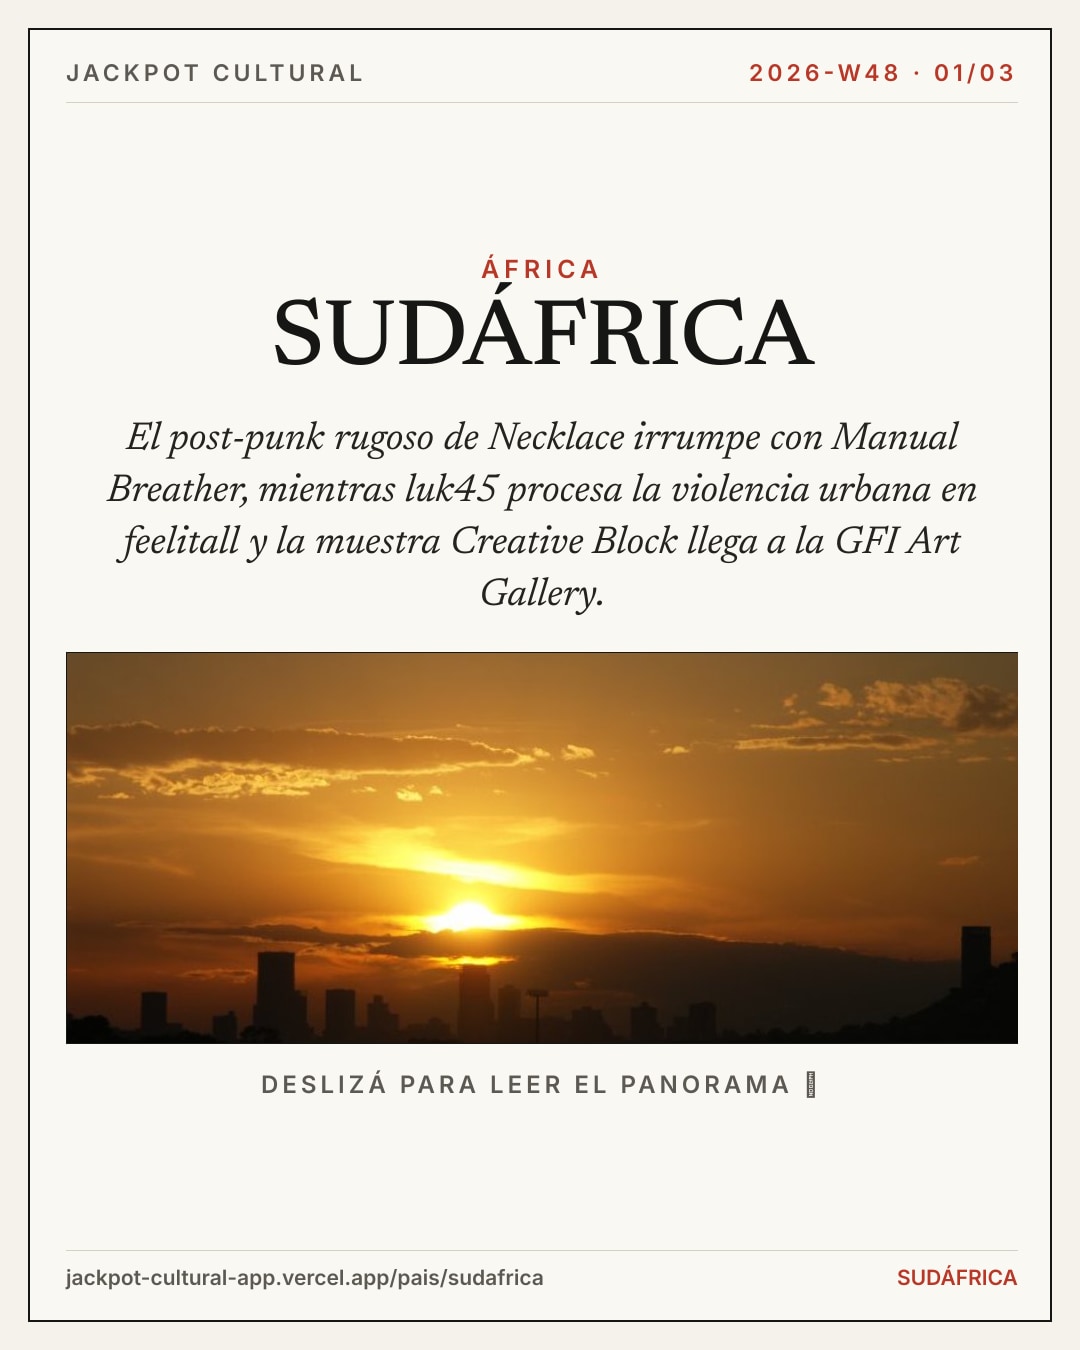 JACKPOT CULTURAL
2026-W48 · 01/03
ÁFRICA
SUDÁFRICA
El post-punk rugoso de Necklace irrumpe con Manual
Breather, mientras luk45 procesa la violencia urbana en
feelitall y la muestra Creative Block llega a la GFI Art
Gallery.
DESLIZÁ PARA LEER EL PANORAMA
jackpot-cultural-app.vercel.app/pais/sudafrica
SUDÁFRICA